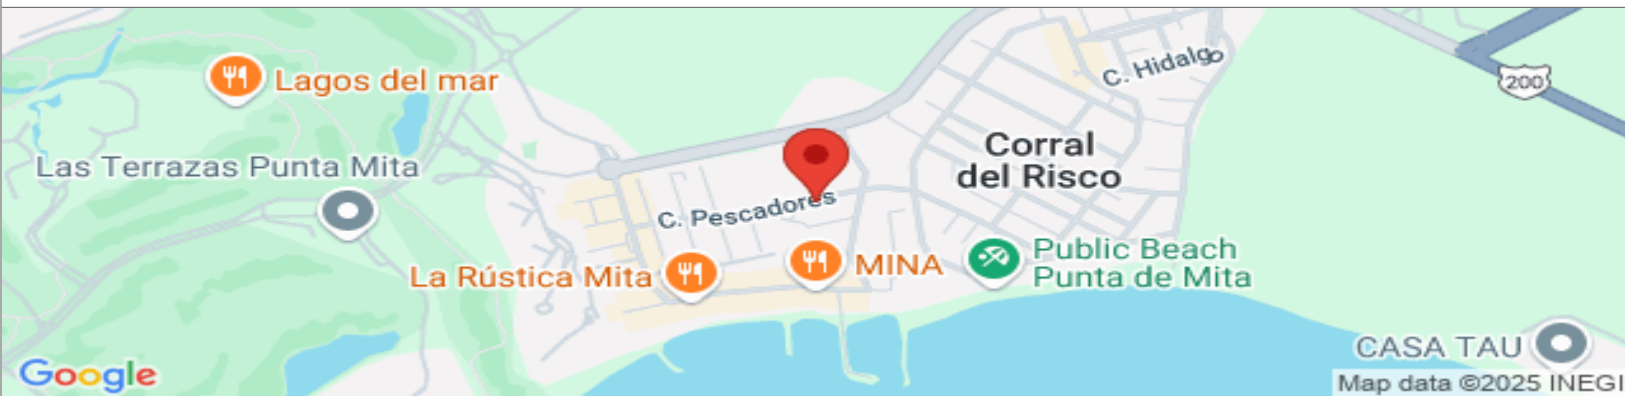 Lagos del mar
C. Hidalgo
200
Las Terrazas Punta Mita
Corral
del Risco
C. Pescadores
La Rústica Mita
MINA
Public Beach
Punta de Mita
CASA TAU
Google
Map data ©2025 INEGI